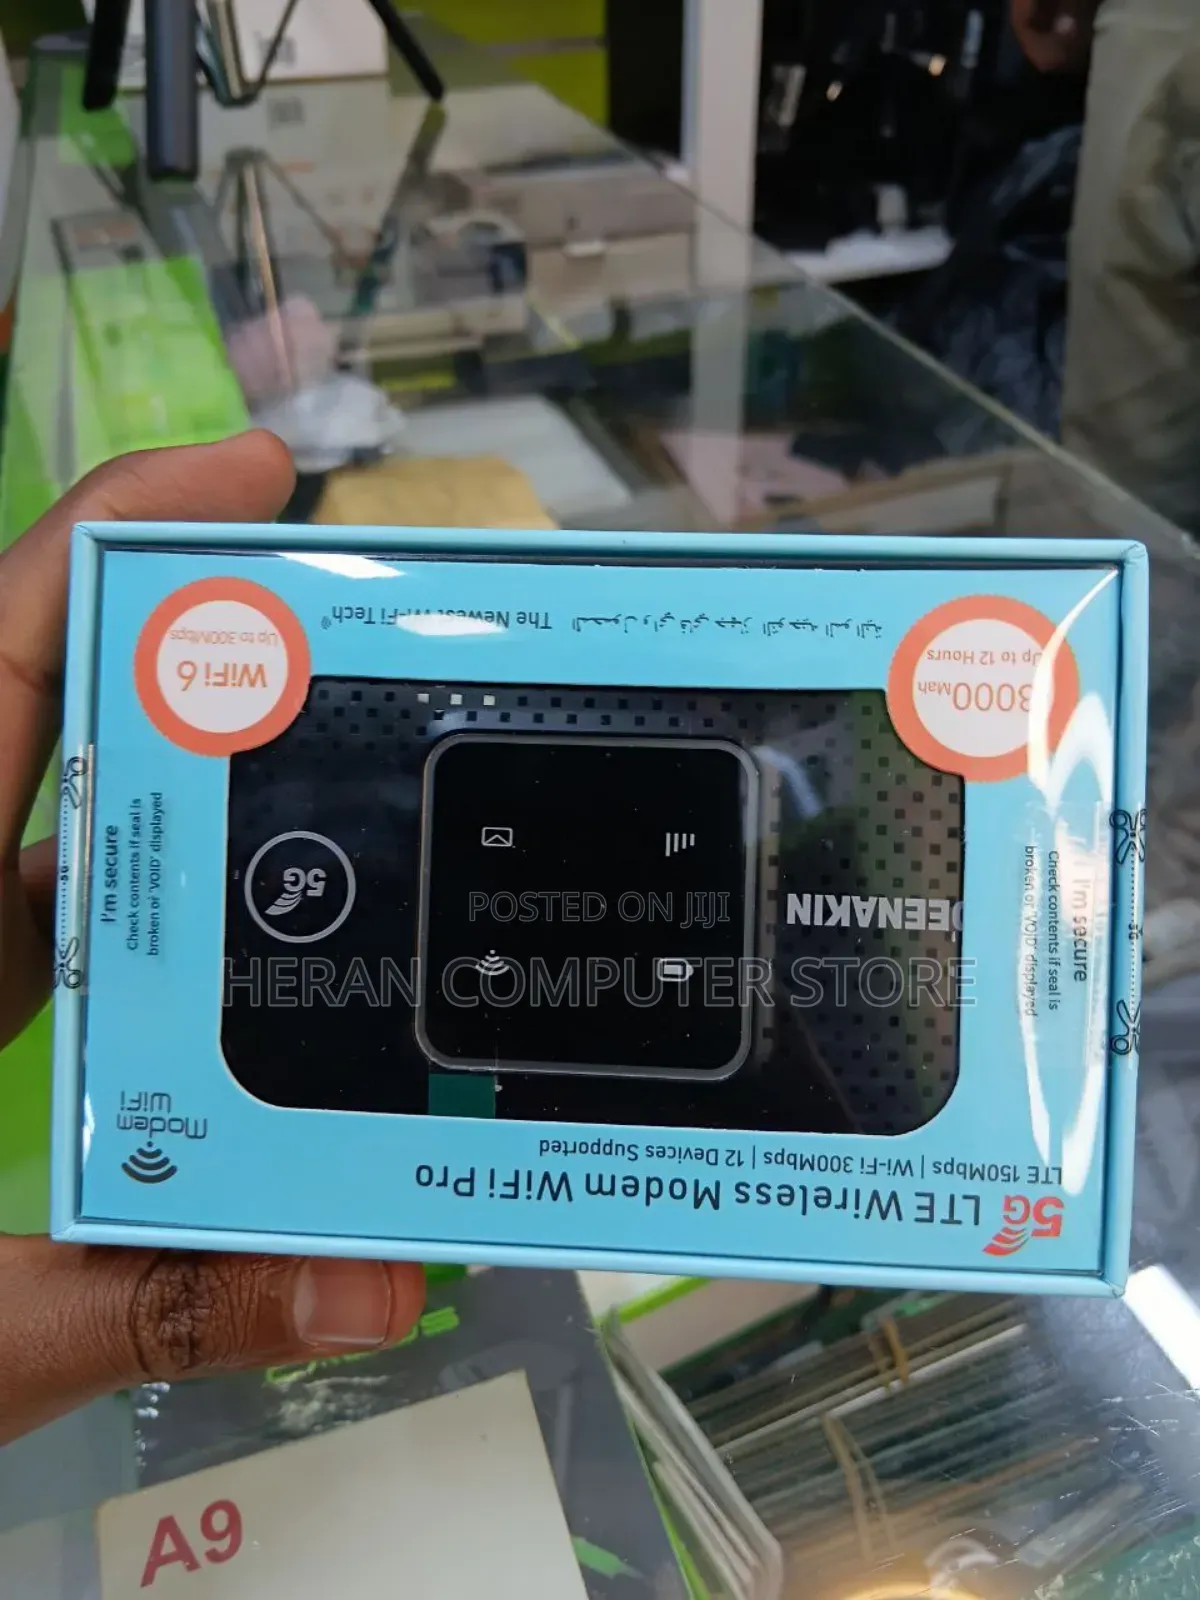 5G LTE Wireless Modem WiFi Pro
LTE 150Mbps | Wi-Fi 300Mbps | 12 Devices Supported
Modem
WiFi
DEENAKIN
5G
3000Mah
Up to 12 Hours
WiFi 6
Up to 300Mbps
The Newest Wi-Fi Tech
I'm secure
Check contents if seal is
broken or 'VOID' displayed
I'm secure
Check contents if seal is
broken or 'VOID' displayed
POSTED ON JIJI
HERAN COMPUTER STORE
A9